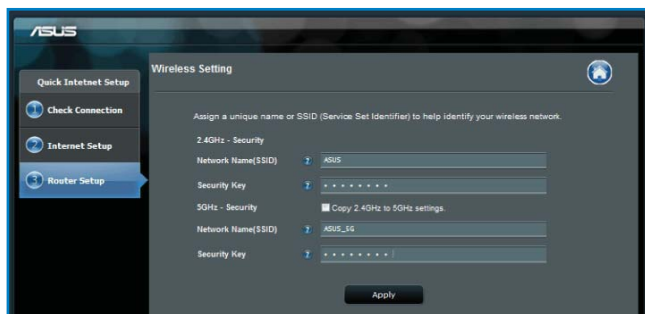 ASUS
Quick Intetnet Setup
1 Check Connection
2 Internet Setup
3 Router Setup
Wireless Setting
Assign a unique name or SSID (Service Set Identifier) to help identify your wireless network.
2.4GHz - Security
Network Name(SSID) ? ASUS
Security Key ? ••••••••
5GHz - Security Copy 2.4GHz to 5GHz settings.
Network Name(SSID) ? ASUS_5G
Security Key ? ••••••••
Apply